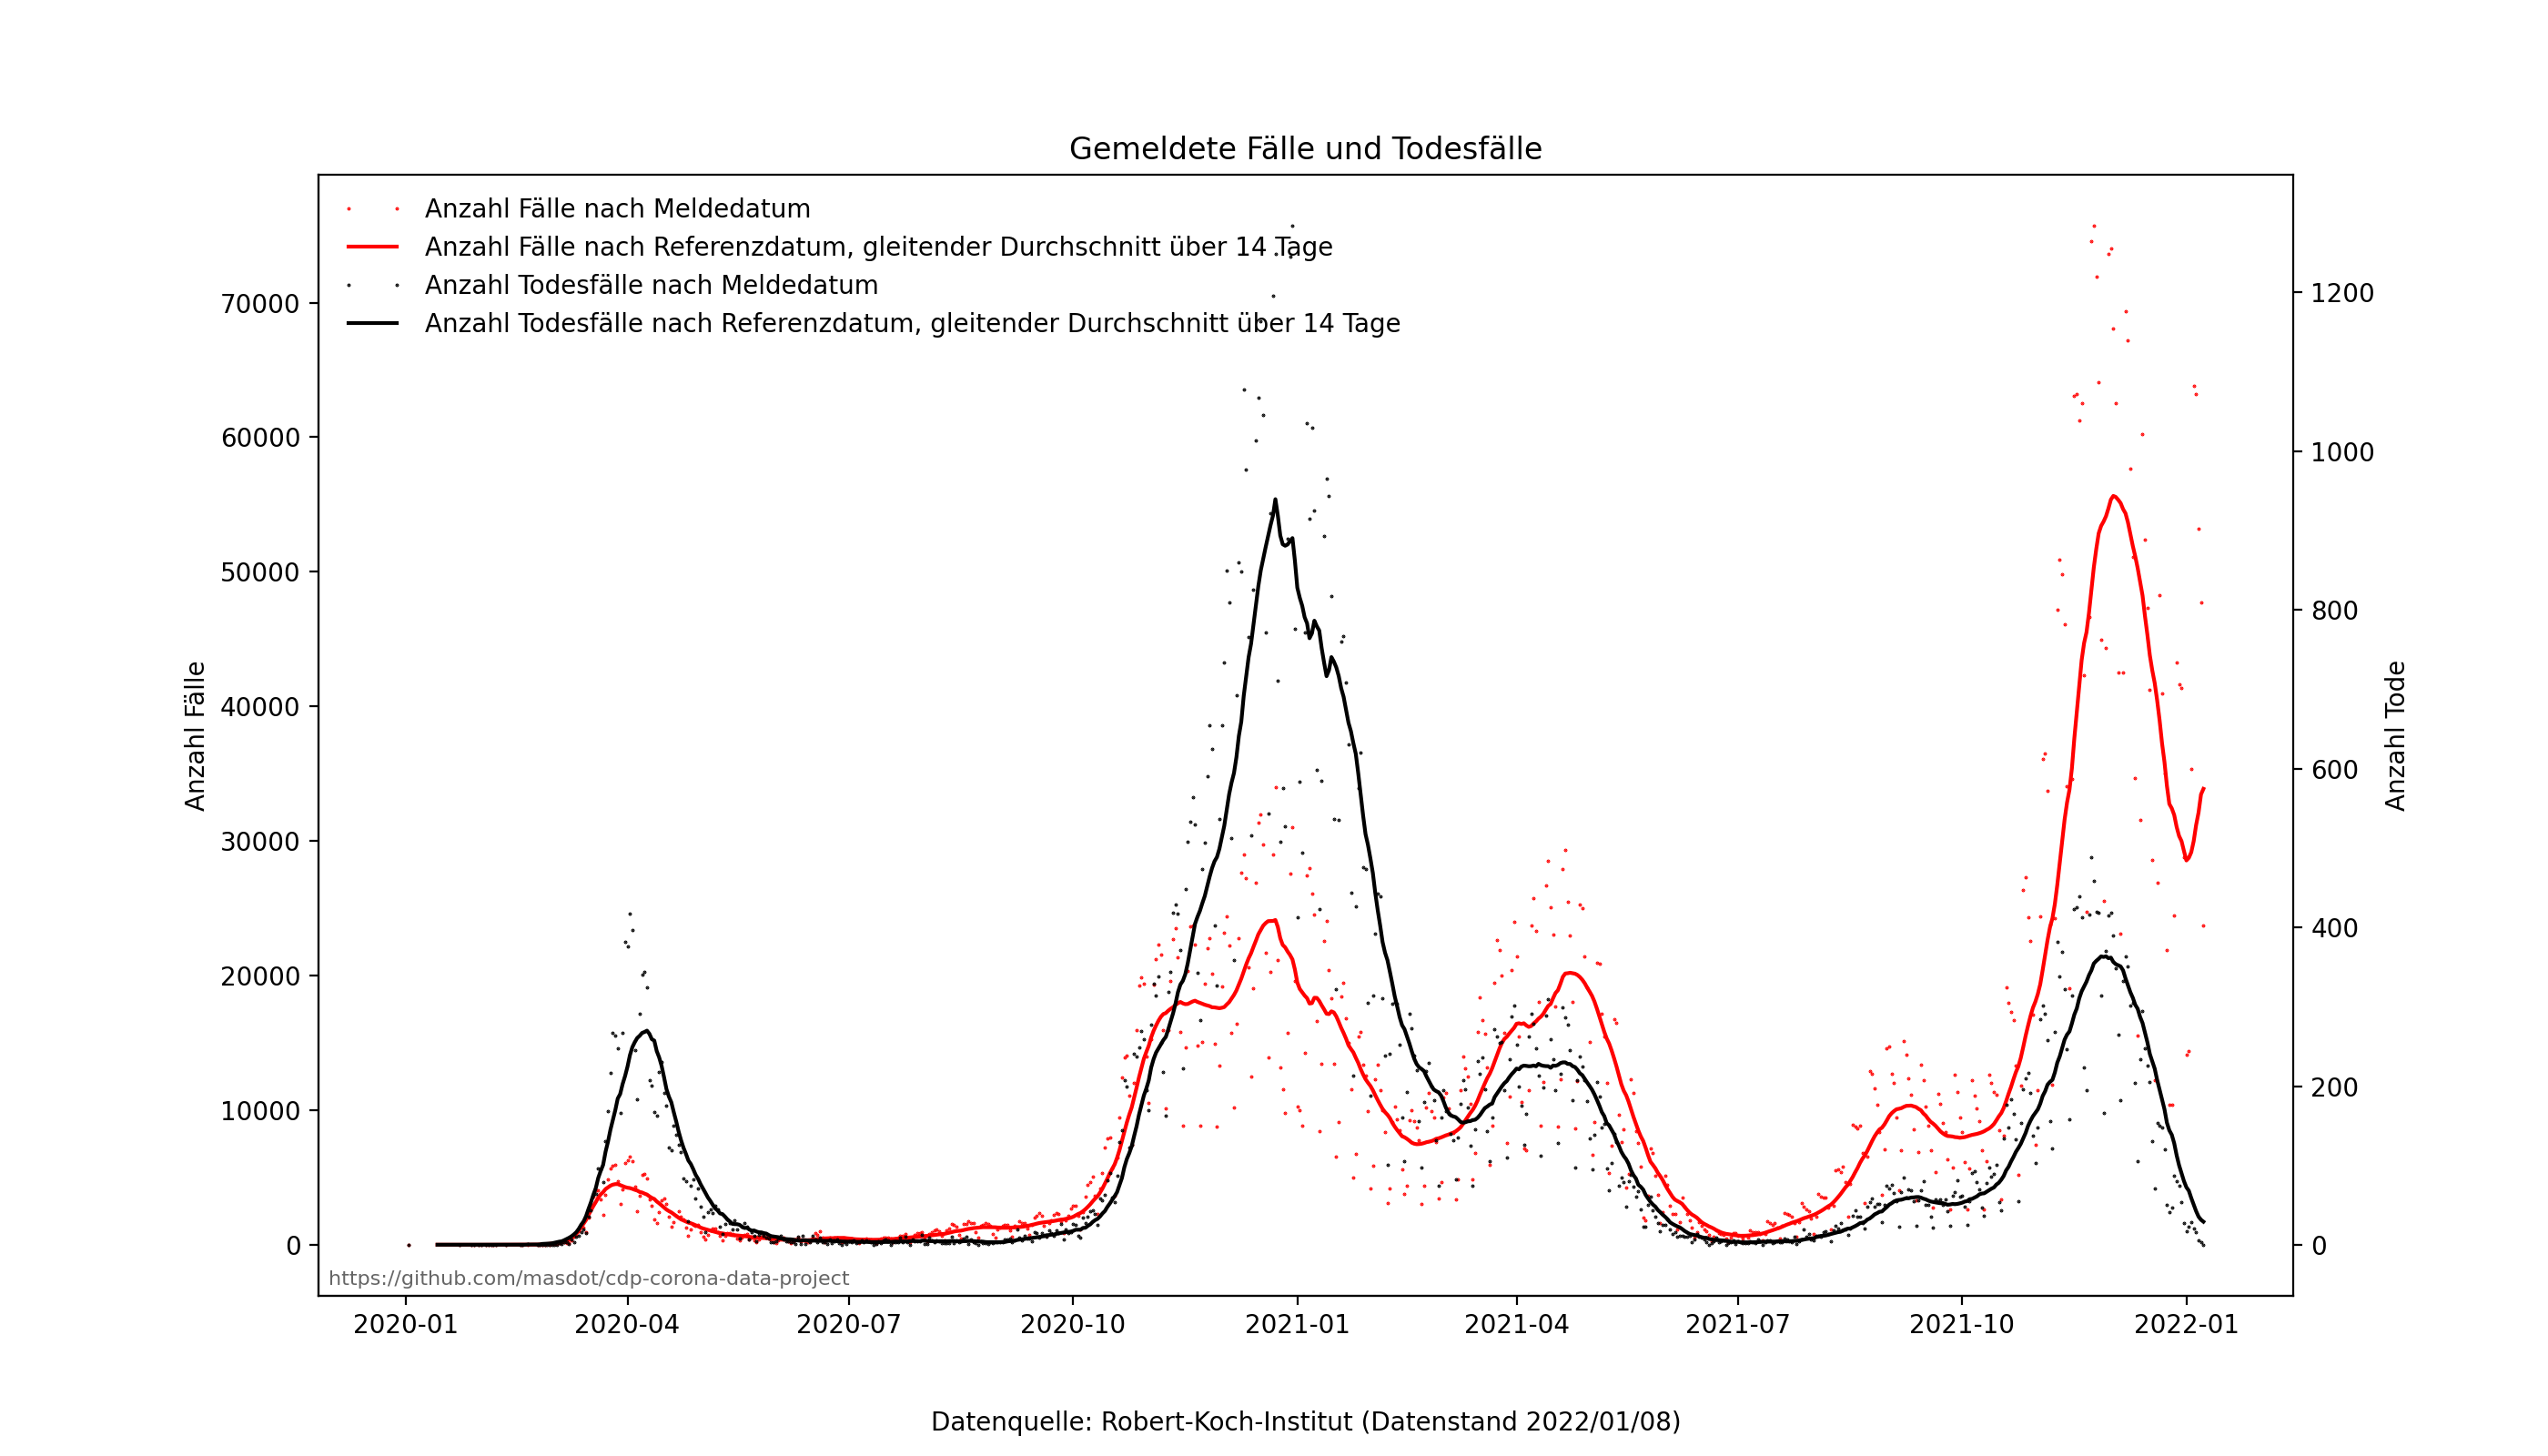 Gemeldete Fälle und Todesfälle
Anzahl Fälle nach Meldedatum
Anzahl Fälle nach Referenzdatum, gleitender Durchschnitt über 14 Tage
Anzahl Todesfälle nach Meldedatum
Anzahl Todesfälle nach Referenzdatum, gleitender Durchschnitt über 14 Tage
70000
60000
50000
40000
30000
20000
10000
0
Anzahl Fälle
1200
1000
800
600
400
200
0
Anzahl Tode
https://github.com/masdot/cdp-corona-data-project
2020-01 2020-04 2020-07 2020-10 2021-01 2021-04 2021-07 2021-10 2022-01
Datenquelle: Robert-Koch-Institut (Datenstand 2022/01/08)